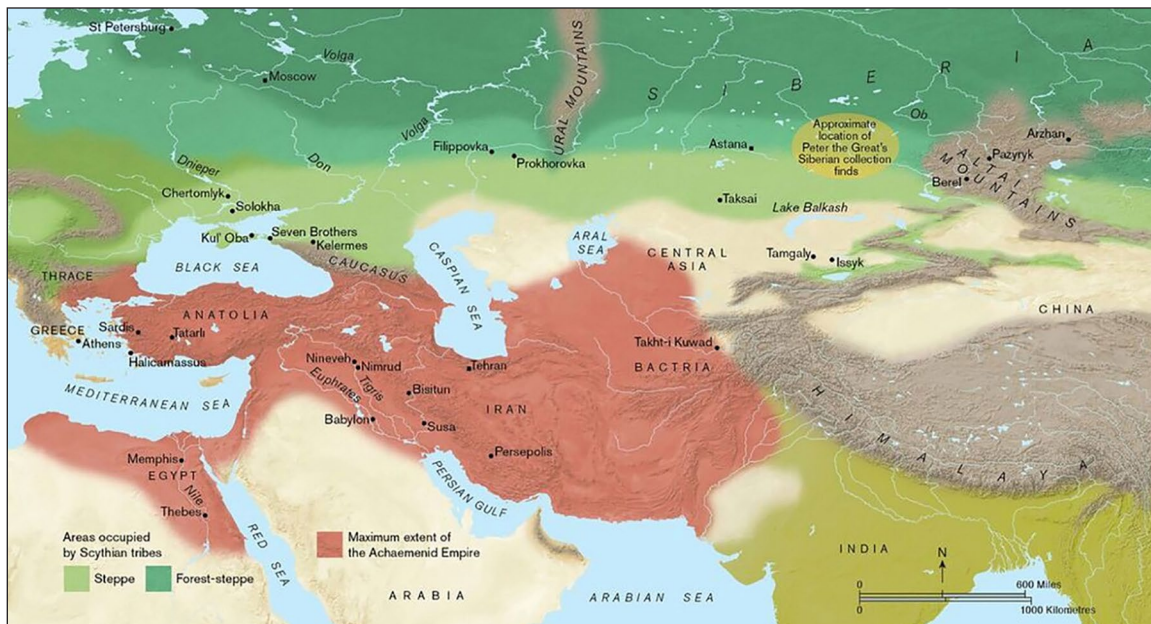 St Petersburg
Volga
Moscow
URAL MOUNTAINS
SIBERIA
Ob
Approximate
location of
Peter the Great's
Siberian collection
finds
Arzhan
Pazyryk
ALTAI
MOUNTAINS
Berel
Volga
Filippovka
Prokhorovka
Astana
Don
Dnieper
Chertomlyk
Solokha
Taksai
Lake Balkash
Kul' Oba
Seven Brothers
Kelermes
BLACK SEA
CAUCASUS
CASPIAN
SEA
ARAL
SEA
CENTRAL
ASIA
Tamgaly
Issyk
THRACE
CHINA
GREECE
Athens
Sardis
ANATOLIA
Tatarlı
Halicarnassus
Takht-i Kuwad
BACTRIA
Nineveh
Nimrud
Tehran
MEDITERRANEAN SEA
Euphrates
Tigris
Bisitun
IRAN
Babylon
Susa
Persepolis
HIMALAYA
Memphis
EGYPT
Nile
Thebes
PERSIAN GULF
RED SEA
Areas occupied
by Scythian tribes
Steppe
Forest-steppe
Maximum extent of
the Achaemenid Empire
INDIA
N
ARABIA
ARABIAN SEA
0
600 Miles
0
1000 Kilometres